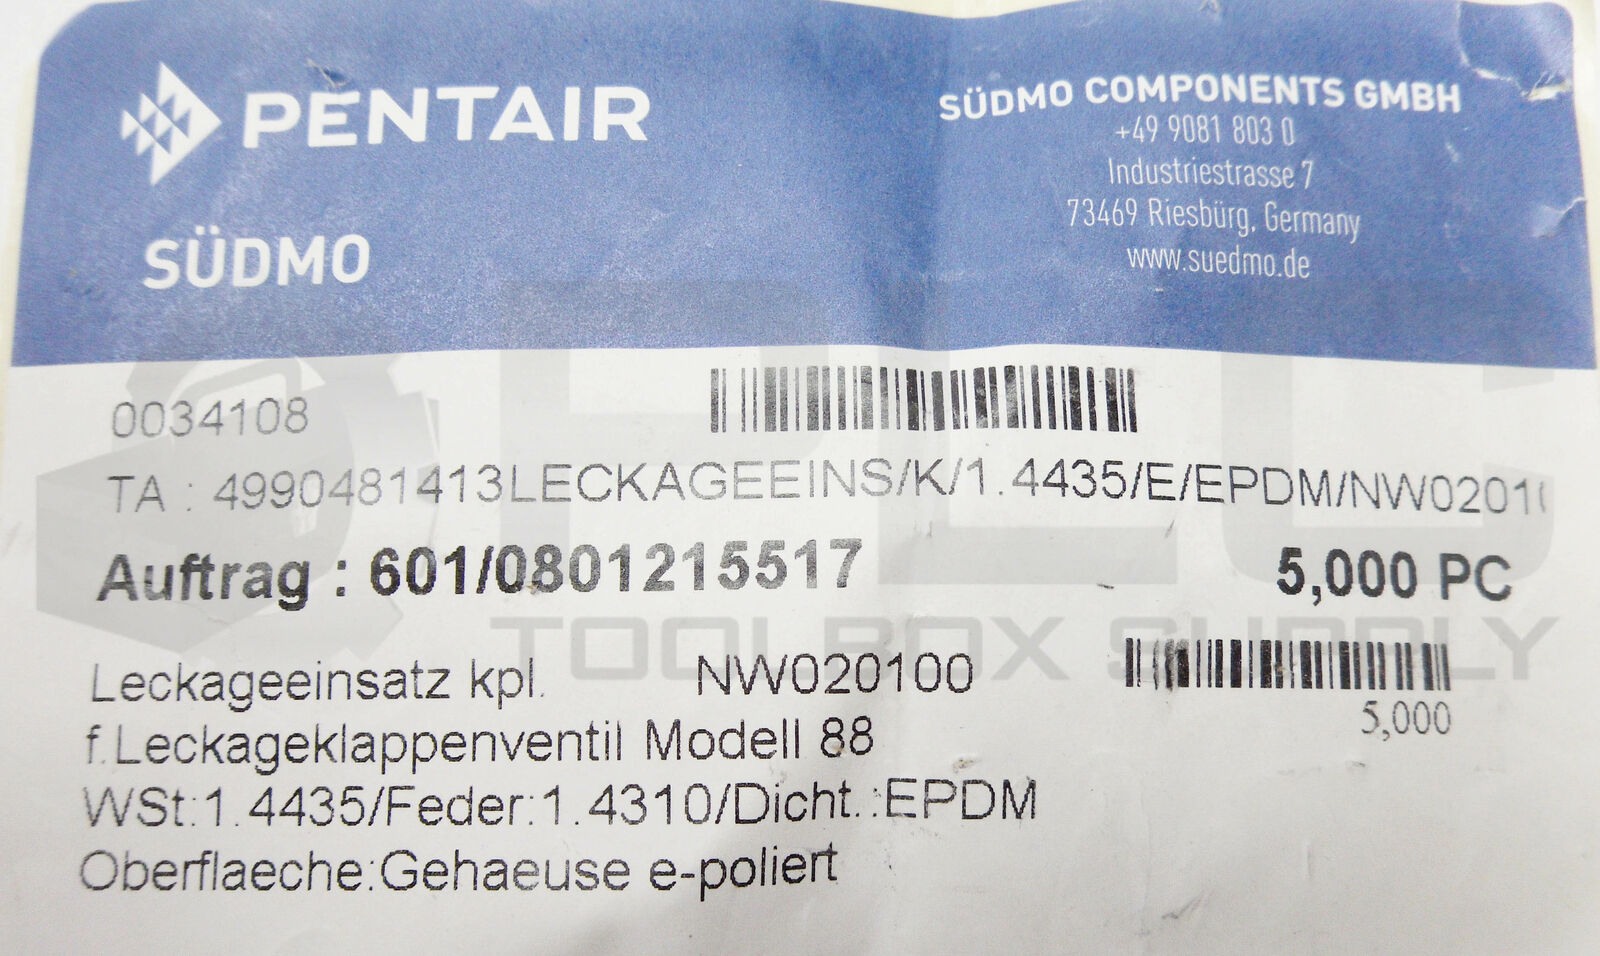 PENTAIR
SÜDMO
SÜDMO COMPONENTS GMBH
+49 9081 803 0
Industriestrasse 7
73469 Riesbürg, Germany
www.suedmo.de
0034108
TA : 4990481413LECKAGEEINS/K/1.4435/E/EPDM/NW02010
Auftrag : 601/0801215517 5,000 PC
Leckageeinsatz kpl. NW020100
5,000
f.Leckageklappenventil Modell 88
WSt:1.4435/Feder:1.4310/Dicht.:EPDM
Oberflaeche:Gehaeuse e-poliert
PLC
TOOLBOX SUPPLY